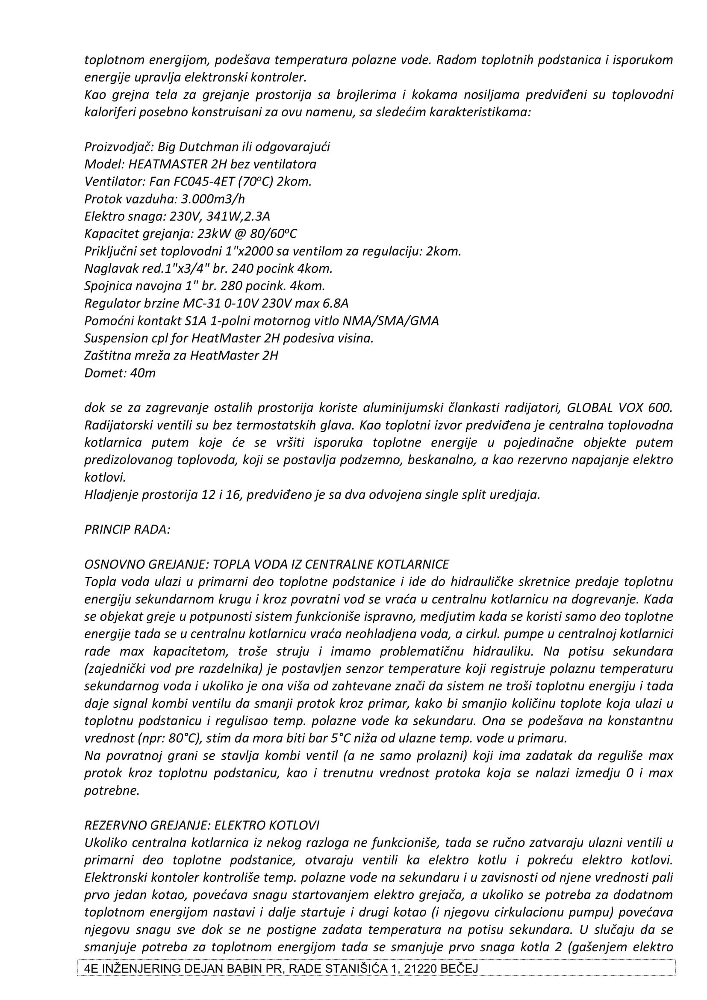 toplotnom energijom, podešava temperatura polazne vode. Radom toplotnih podstanica i isporukom
energije upravlja elektronski kontroler.
Kao grejna tela za grejanje prostorija sa brojlerima i kokama nosiljama predviđeni su toplovodni
kaloriferi posebno konstruisani za ovu namenu, sa sledećim karakteristikama:
Proizvodjač: Big Dutchman ili odgovarajući
Model: HEATMASTER 2H bez ventilatora
Ventilator: Fan FC045-4ET (70ºC) 2kom.
Protok vazduha: 3.000m3/h
Elektro snaga: 230V, 341W,2.3A
Kapacitet grejanja: 23kW @ 80/60ºC
Priključni set toplovodni 1"x2000 sa ventilom za regulaciju: 2kom.
Naglavak red.1"x3/4" br. 240 pocink 4kom.
Spojnica navojna 1" br. 280 pocink. 4kom.
Regulator brzine MC-31 0-10V 230V max 6.8A
Pomoćni kontakt S1A 1-polni motornog vitlo NMA/SMA/GMA
Suspension cpl for HeatMaster 2H podesiva visina.
Zaštitna mreža za HeatMaster 2H
Domet: 40m
dok se za zagrevanje ostalih prostorija koriste aluminijumski člankasti radijatori, GLOBAL VOX 600.
Radijatorski ventili su bez termostatskih glava. Kao toplotni izvor predviđena je centralna toplovodna
kotlarnica putem koje će se vršiti isporuka toplotne energije u pojedinačne objekte putem
predizolovanog toplovoda, koji se postavlja podzemno, beskanalno, a kao rezervno napajanje elektro
kotlovi.
Hladjenje prostorija 12 i 16, predviđeno je sa dva odvojena single split uredjaja.
PRINCIP RADA:
OSNOVNO GREJANJE: TOPLA VODA IZ CENTRALNE KOTLARNICE
Topla voda ulazi u primarni deo toplotne podstanice i ide do hidrauličke skretnice predaje toplotnu
energiju sekundarnom krugu i kroz povratni vod se vraća u centralnu kotlarnicu na dogrevanje. Kada
se objekat greje u potpunosti sistem funkcioniše ispravno, medjutim kada se koristi samo deo toplotne
energije tada se u centralnu kotlarnicu vraća neohladjena voda, a cirkul. pumpe u centralnoj kotlarnici
rade max kapacitetom, troše struju i imamo problematičnu hidrauliku. Na potisu sekundara
(zajednički vod pre razdelnika) je postavljen senzor temperature koji registruje polaznu temperaturu
sekundarnog voda i ukoliko je ona viša od zahtevane znači da sistem ne troši toplotnu energiju i tada
daje signal kombi ventilu da smanji protok kroz primar, kako bi smanjio količinu toplote koja ulazi u
toplotnu podstanicu i regulisao temp. polazne vode ka sekundaru. Ona se podešava na konstantnu
vrednost (npr: 80°C), stim da mora biti bar 5°C niža od ulazne temp. vode u primaru.
Na povratnoj grani se stavlja kombi ventil (a ne samo prolazni) koji ima zadatak da reguliše max
protok kroz toplotnu podstanicu, kao i trenutnu vrednost protoka koja se nalazi izmedju 0 i max
potrebne.
REZERVNO GREJANJE: ELEKTRO KOTLOVI
Ukoliko centralna kotlarnica iz nekog razloga ne funkcioniše, tada se ručno zatvaraju ulazni ventili u
primarni deo toplotne podstanice, otvaraju ventili ka elektro kotlu i pokreću elektro kotlovi.
Elektronski kontoler kontroliše temp. polazne vode na sekundaru i u zavisnosti od njene vrednosti pali
prvo jedan kotao, povećava snagu startovanjem elektro grejača, a ukoliko se potreba za dodatnom
toplotnom energijom nastavi i dalje startuje i drugi kotao (i njegovu cirkulacionu pumpu) povećava
njegovu snagu sve dok se ne postigne zadata temperatura na potisu sekundara. U slučaju da se
smanjuje potreba za toplotnom energijom tada se smanjuje prvo snaga kotla 2 (gašenjem elektro
4E INŽENJERING DEJAN BABIN PR, RADE STANIŠIĆA 1, 21220 BEČEJ